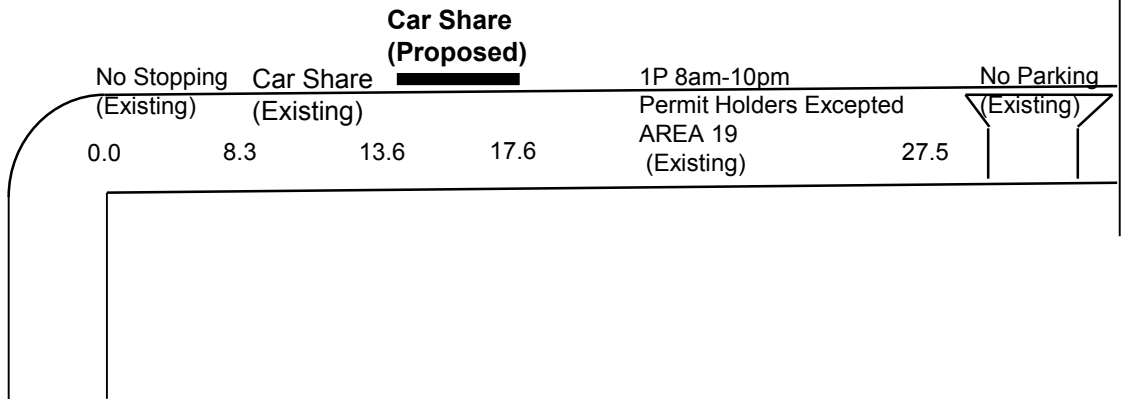 Car Share
(Proposed)
No Stopping
(Existing)
Car Share
(Existing)
1P 8am-10pm
Permit Holders Excepted
AREA 19
(Existing)
No Parking
(Existing)
0.0
8.3
13.6
17.6
27.5